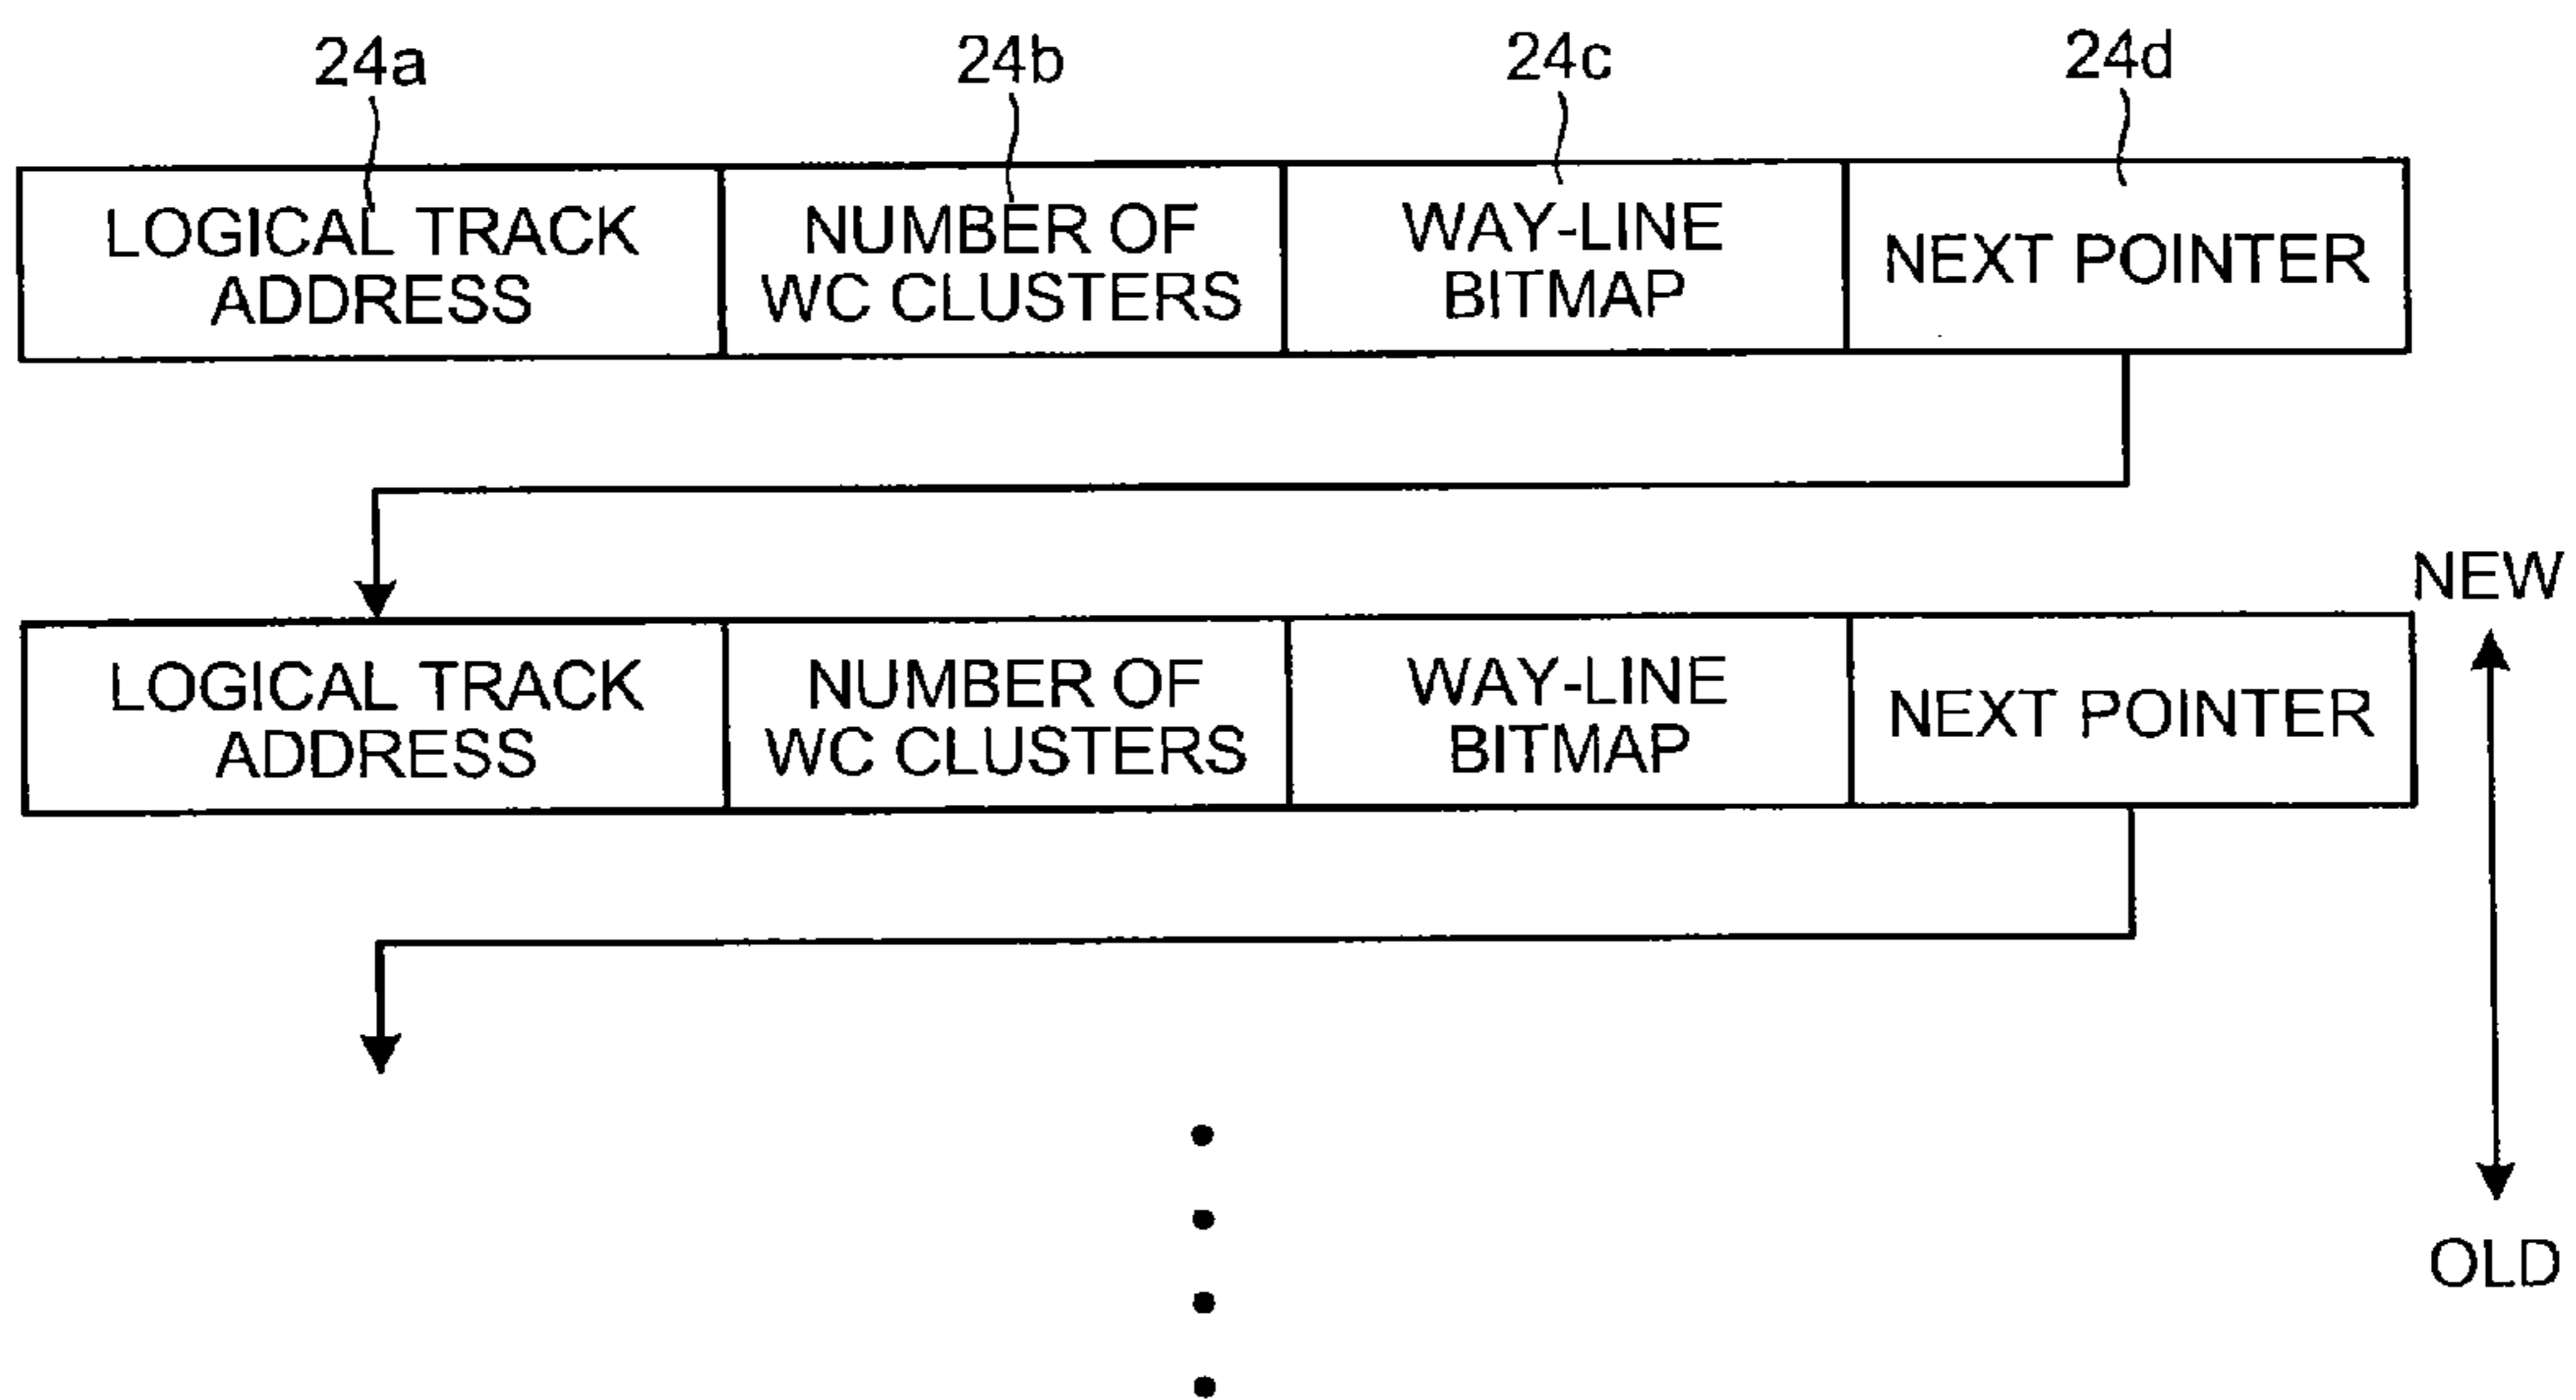 24a 24b 24c 24d
LOGICAL TRACK ADDRESS
NUMBER OF WC CLUSTERS
WAY-LINE BITMAP
NEXT POINTER
NEW
LOGICAL TRACK ADDRESS
NUMBER OF WC CLUSTERS
WAY-LINE BITMAP
NEXT POINTER
OLD